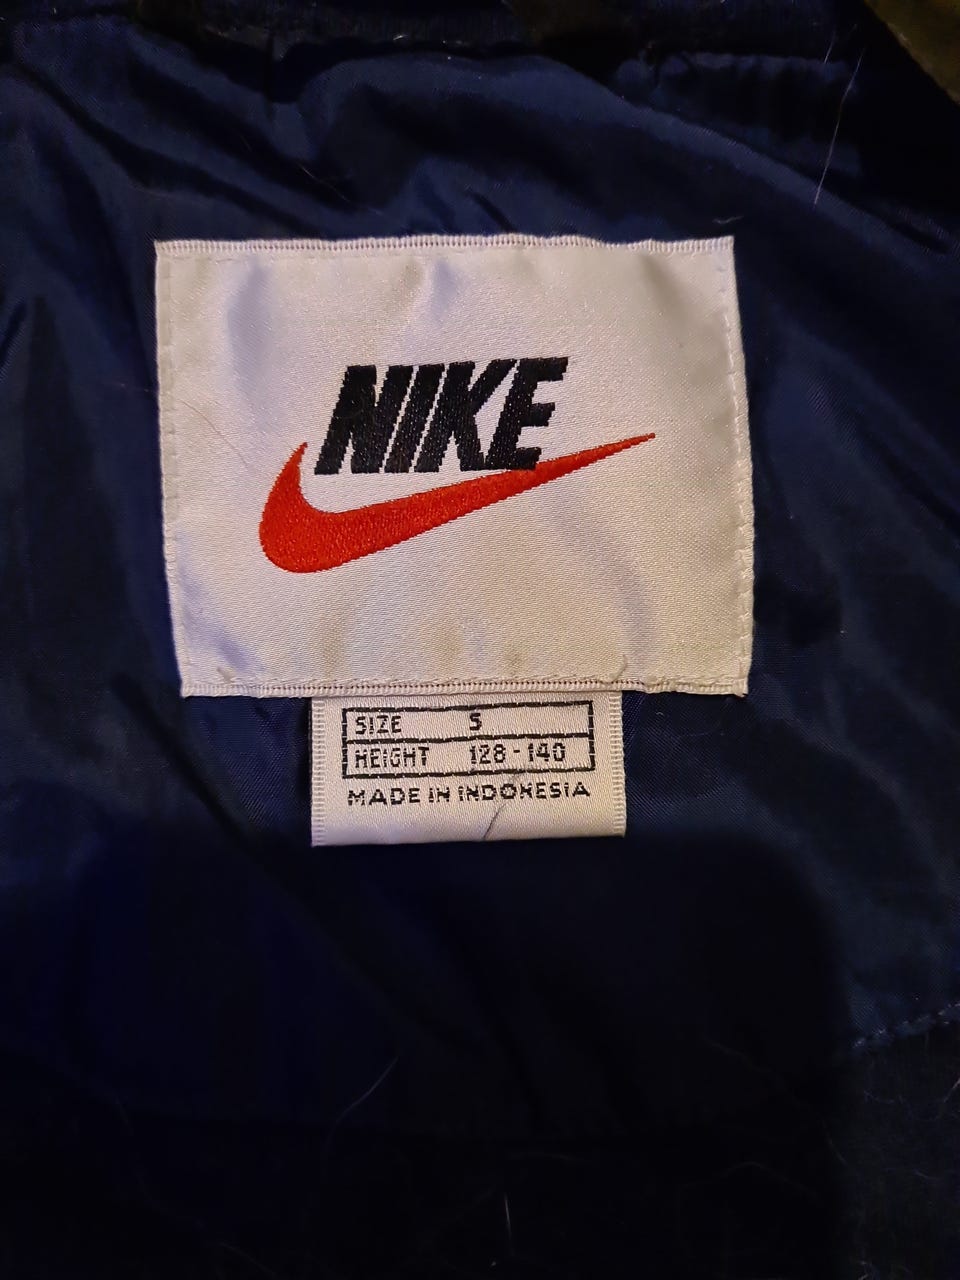 NIKE
SIZE S
HEIGHT 128-140
MADE IN INDONESIA